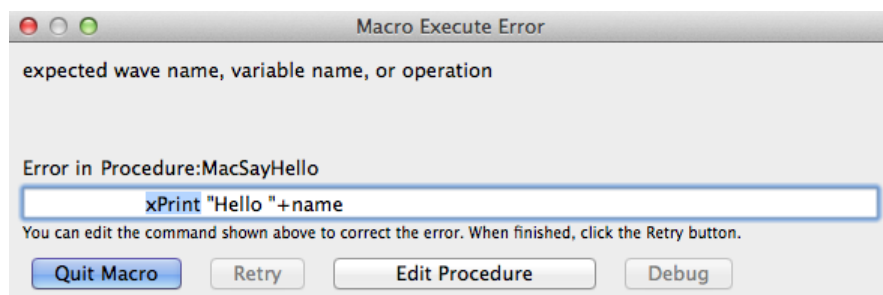 Macro Execute Error
expected wave name, variable name, or operation
Error in Procedure:MacSayHello
xPrint "Hello "+name
You can edit the command shown above to correct the error. When finished, click the Retry button.
Quit Macro Retry Edit Procedure Debug